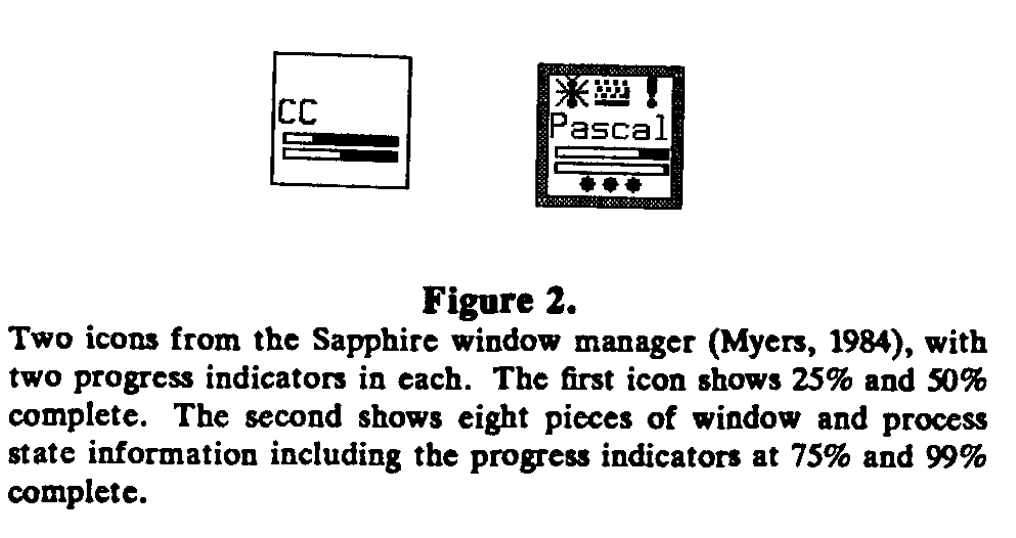 CC
Pascal
Figure 2.
Two icons from the Sapphire window manager (Myers, 1984), with
two progress indicators in each. The first icon shows 25% and 50%
complete. The second shows eight pieces of window and process
state information including the progress indicators at 75% and 99%
complete.